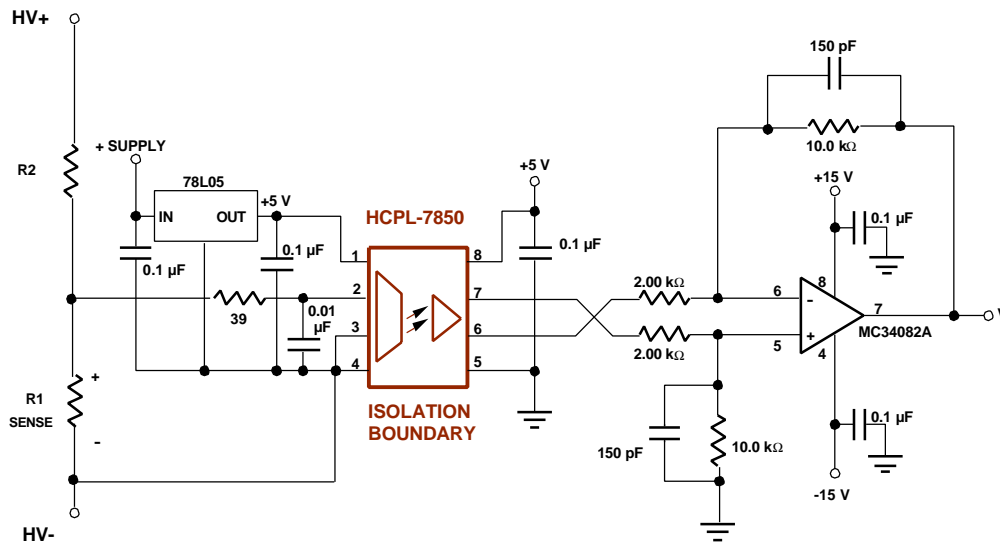 HV+
150 pF
10.0 kΩ
R2
+ SUPPLY
78L05
IN
OUT
+5 V
+5 V
+15 V
HCPL-7850
0.1 µF
0.1 µF
0.1 µF
0.1 µF
1
2
3
4
8
7
6
5
39
0.01
µF
2.00 kΩ
2.00 kΩ
6
5
-
+
8
7
4
MC34082A
V
R1
SENSE
+
-
ISOLATION
BOUNDARY
150 pF
10.0 kΩ
0.1 µF
-15 V
HV-